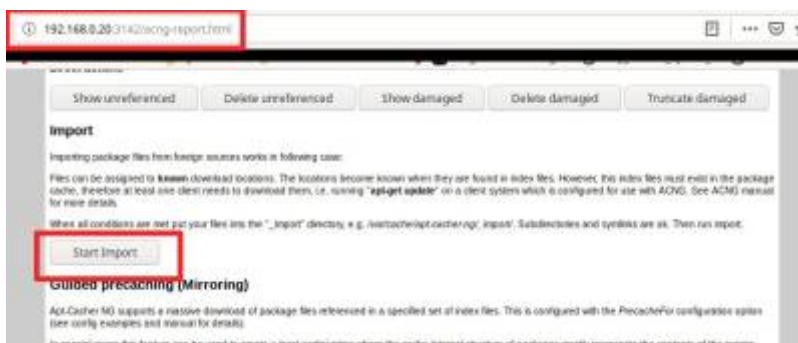 192.168.0.20:3142/acng-report.html
Show unreferenced
Delete unreferenced
Show damaged
Delete damaged
Truncate damaged
Import
Importing package files from foreign sources works in following case:
Files can be assigned to known download locations. The locations become known when they are found in index files. However, this index files must exist in the package
cache, therefore at least one client needs to download them, i.e. running "apt-get update" on a client system which is configured for use with ACNG. See ACNG manual
for more details.
When all conditions are met put your files into the "_import" directory, e.g. /var/cache/apt-cacher-ng/_import/. Subdirectories and symlinks are ok. Then run import.
Start Import
Guided precaching (Mirroring)
Apt-Cacher NG supports a massive download of package files referenced in a specified set of index files. This is configured with the PrecacheFor configuration option
(see config examples and manual for details).